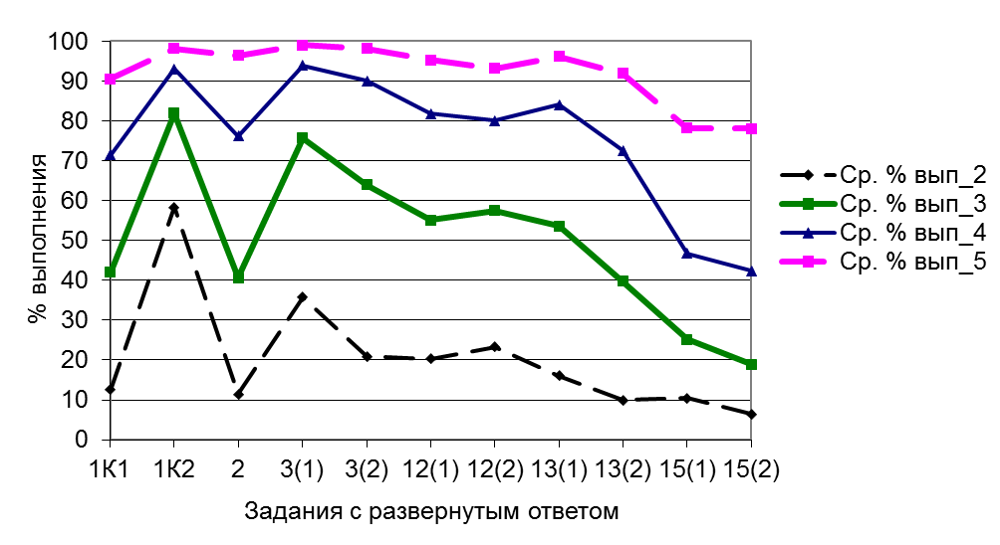 100
90
80
70
60
50
40
30
20
10
0
% выполнения
1К1 1К2 2 3(1) 3(2) 12(1) 12(2) 13(1) 13(2) 15(1) 15(2)
Задания с развернутым ответом
Ср. % вып_2
Ср. % вып_3
Ср. % вып_4
Ср. % вып_5